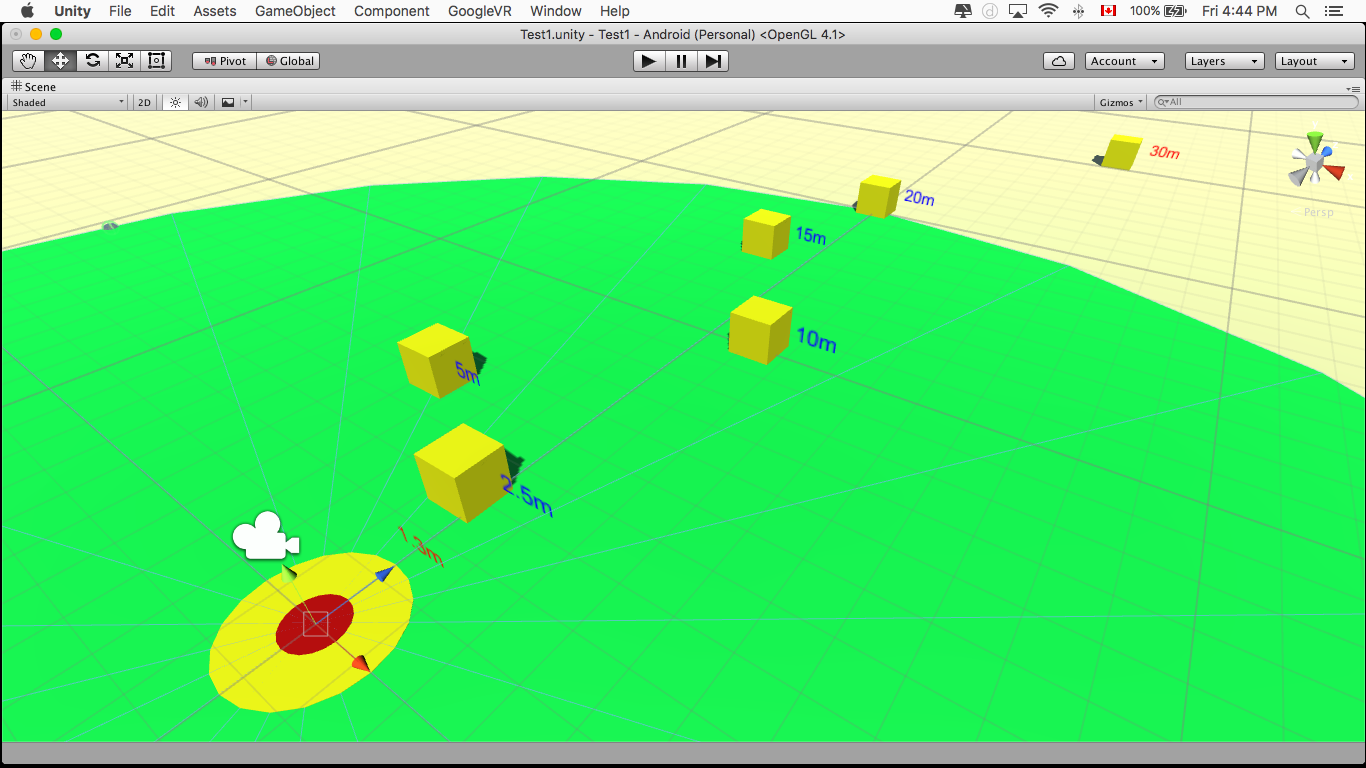 Unity File Edit Assets GameObject Component GoogleVR Window Help 100% Fri 4:44 PM
Test1.unity - Test1 - Android (Personal) <OpenGL 4.1>
Pivot Global Account Layers Layout
Scene
Shaded 2D Gizmos All
30m
20m
15m
10m
5m
2.5m
1.3m
Persp